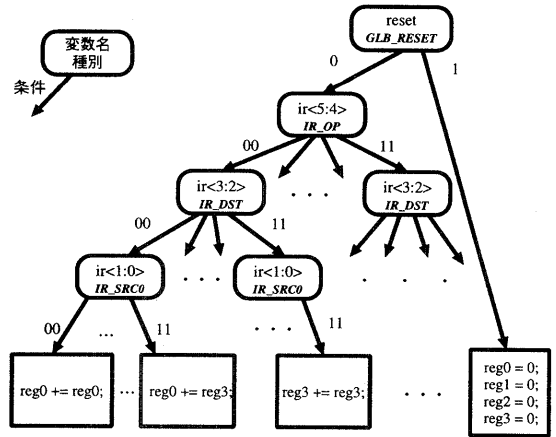 reset
GLB_RESET
変数名
種別
条件
0
1
ir<5:4>
IR_OP
00
11
ir<3:2>
IR_DST
. . .
ir<3:2>
IR_DST
00
11
ir<1:0>
IR_SRC0
. . .
ir<1:0>
IR_SRC0
. . .
00
...
11
. . .
11
reg0 += reg0;
...
reg0 += reg3;
reg3 += reg3;
. . .
reg0 = 0;
reg1 = 0;
reg2 = 0;
reg3 = 0;